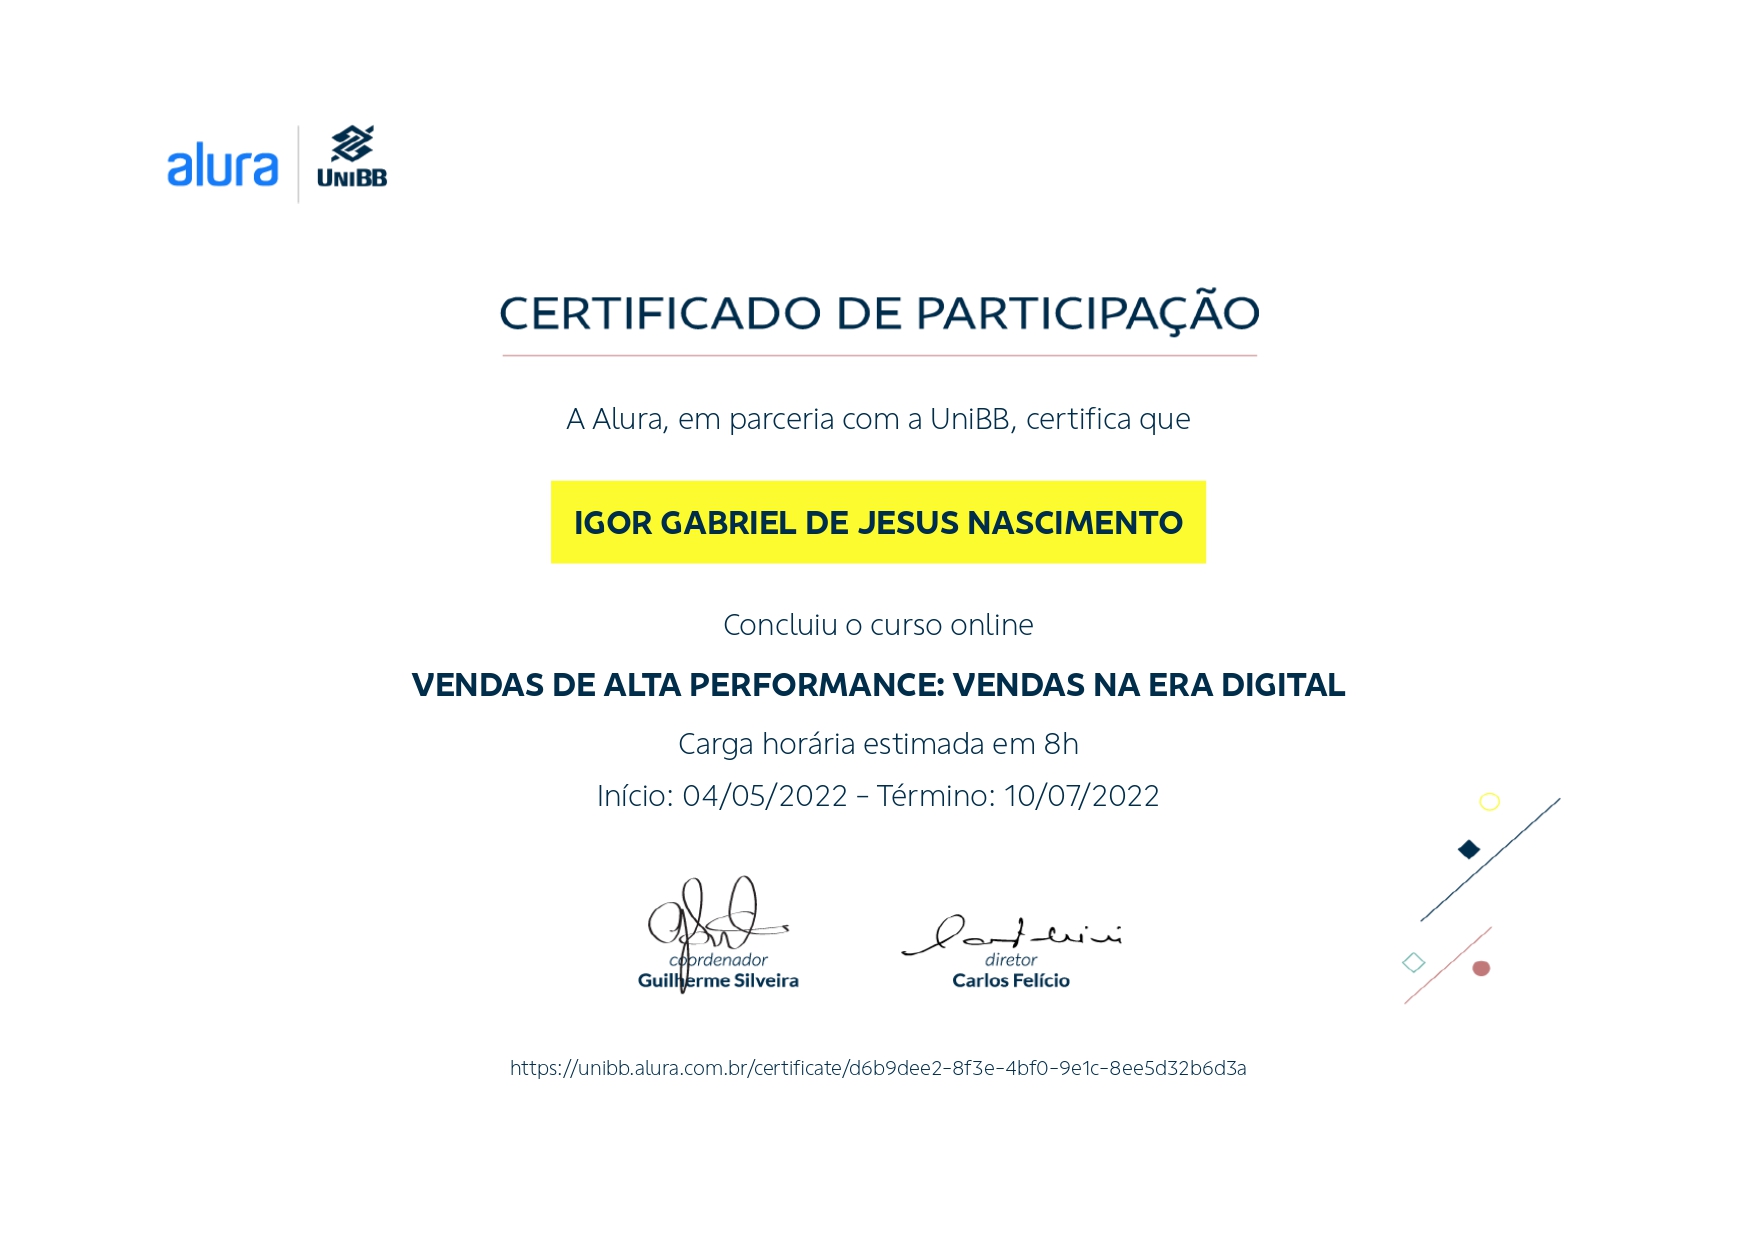 alura
UNIBB
CERTIFICADO DE PARTICIPAÇÃO
A Alura, em parceria com a UniBB, certifica que
IGOR GABRIEL DE JESUS NASCIMENTO
Concluiu o curso online
VENDAS DE ALTA PERFORMANCE: VENDAS NA ERA DIGITAL
Carga horária estimada em 8h
Início: 04/05/2022 - Término: 10/07/2022
coordenador
Guilherme Silveira
diretor
Carlos Felício
https://unibb.alura.com.br/certificate/d6b9dee2-8f3e-4bf0-9e1c-8ee5d32b6d3a